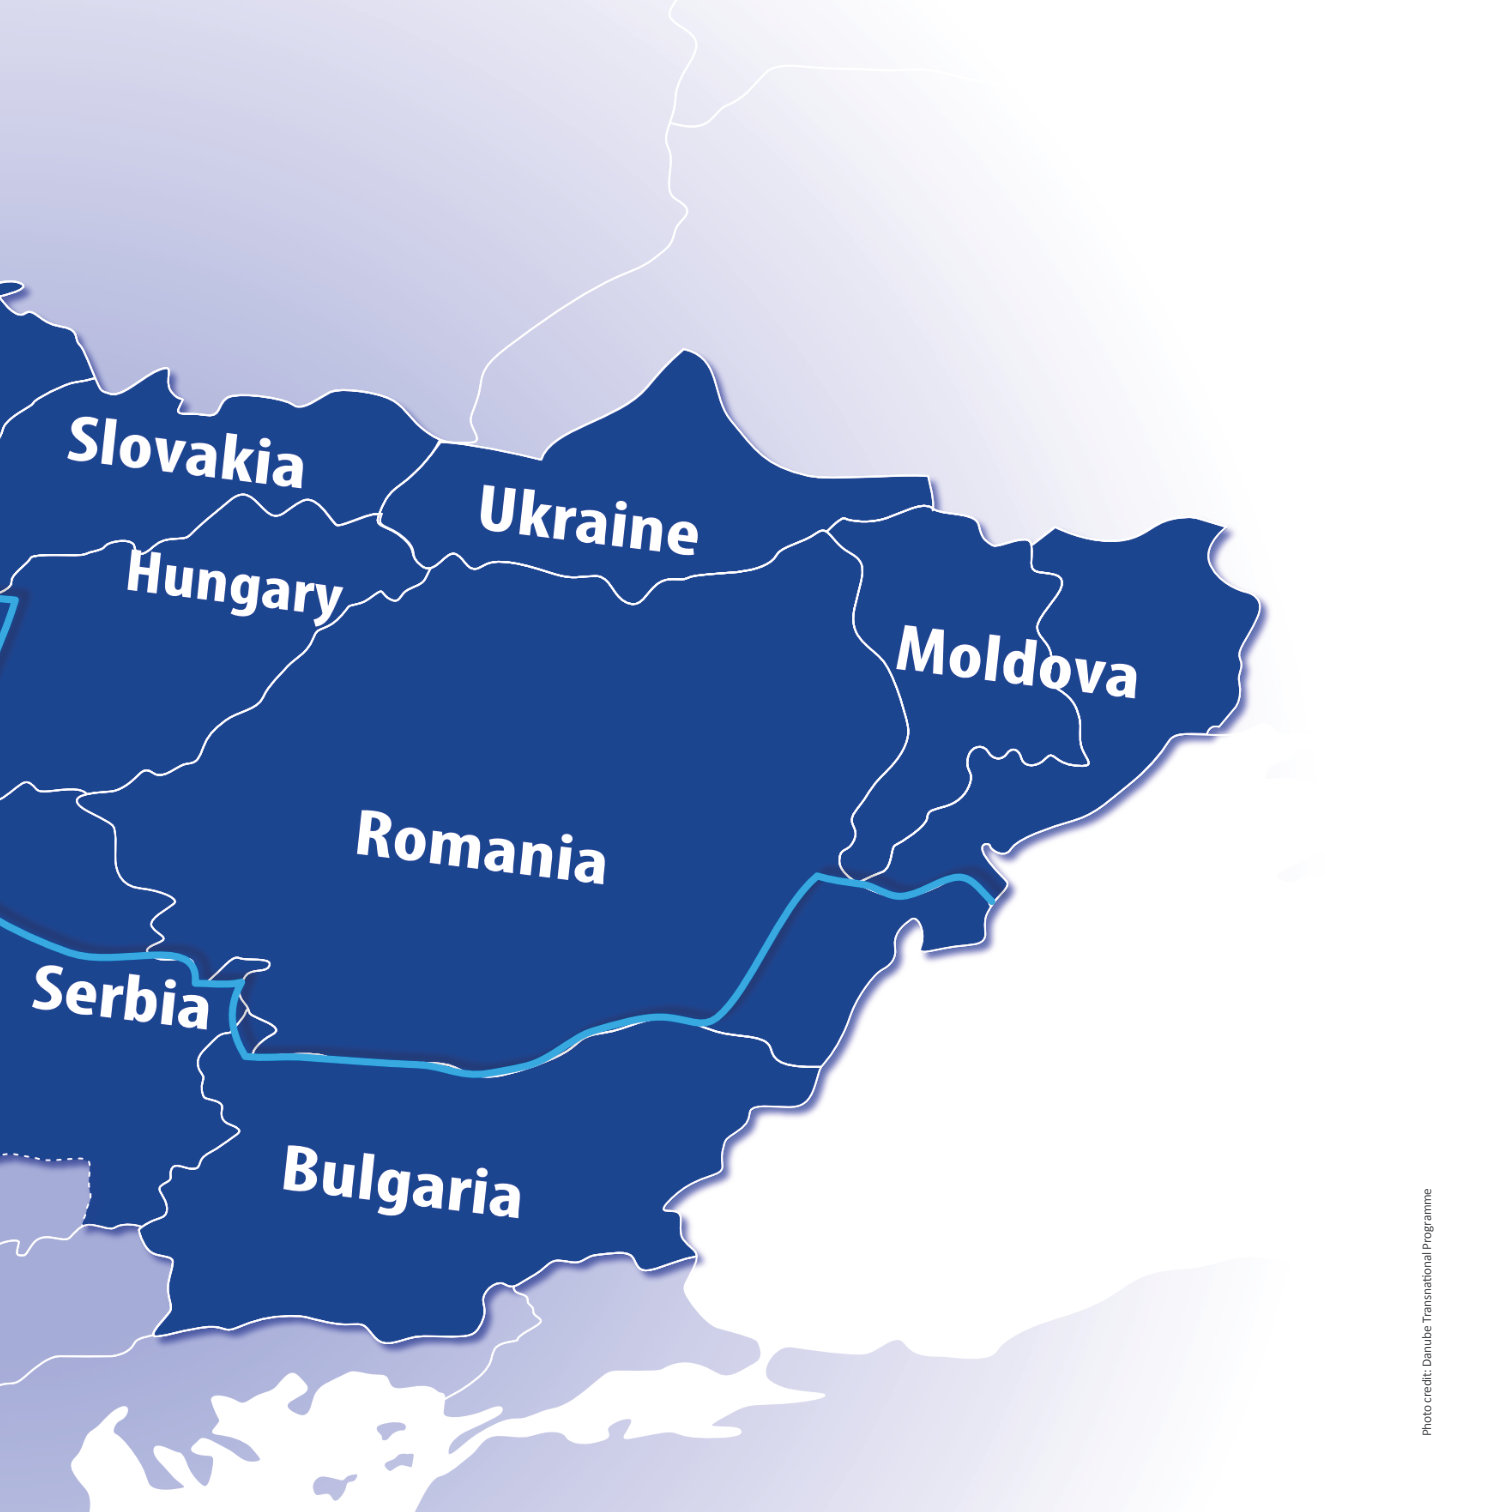 Slovakia
Ukraine
Hungary
Moldova
Romania
Serbia
Bulgaria
Photo credit: Danube Transnational Programme